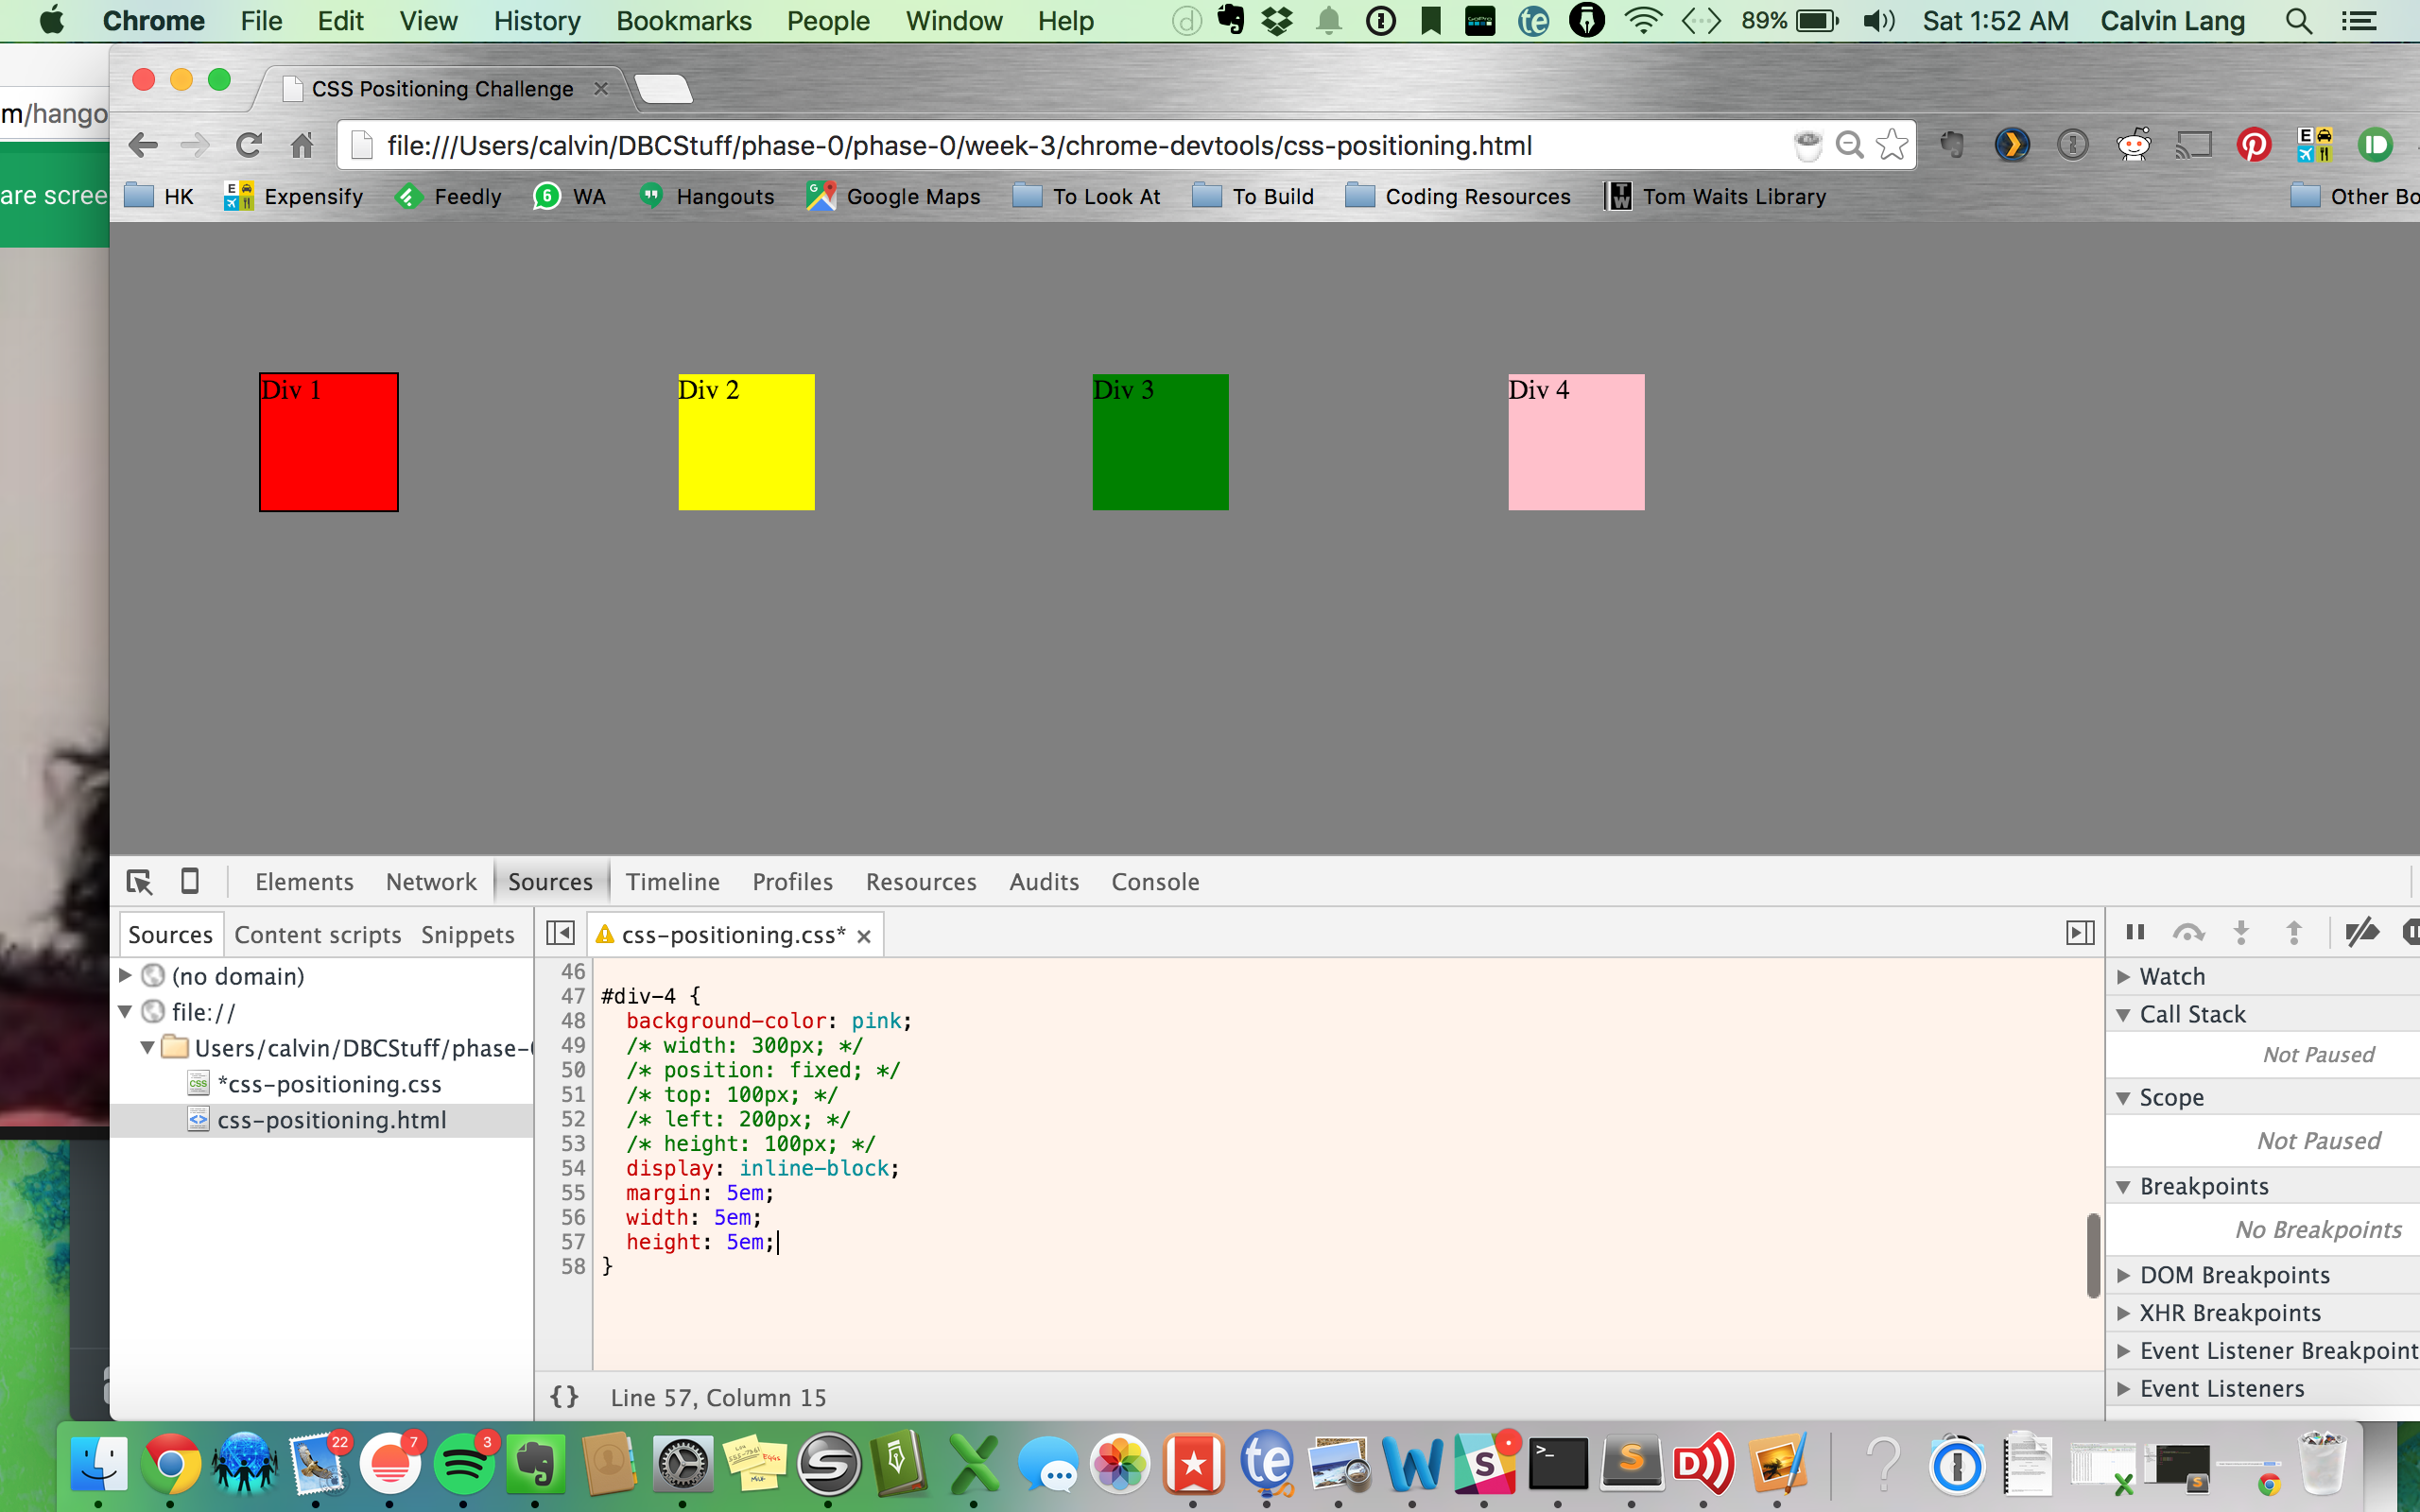 Chrome File Edit View History Bookmarks People Window Help 89% Sat 1:52 AM Calvin Lang
CSS Positioning Challenge
m/hango
file:///Users/calvin/DBCStuff/phase-0/phase-0/week-3/chrome-devtools/css-positioning.html
are scree
HK Expensify Feedly WA Hangouts Google Maps To Look At To Build Coding Resources Tom Waits Library Other Bo
Div 1 Div 2 Div 3 Div 4
Elements Network Sources Timeline Profiles Resources Audits Console
Sources Content scripts Snippets css-positioning.css*
(no domain)
file://
Users/calvin/DBCStuff/phase-
*css-positioning.css
css-positioning.html
46
47 #div-4 {
48 background-color: pink;
49 /* width: 300px; */
50 /* position: fixed; */
51 /* top: 100px; */
52 /* left: 200px; */
53 /* height: 100px; */
54 display: inline-block;
55 margin: 5em;
56 width: 5em;
57 height: 5em;
58 }
{} Line 57, Column 15
Watch
Call Stack
Not Paused
Scope
Not Paused
Breakpoints
No Breakpoints
DOM Breakpoints
XHR Breakpoints
Event Listener Breakpoint
Event Listeners
22 7 3